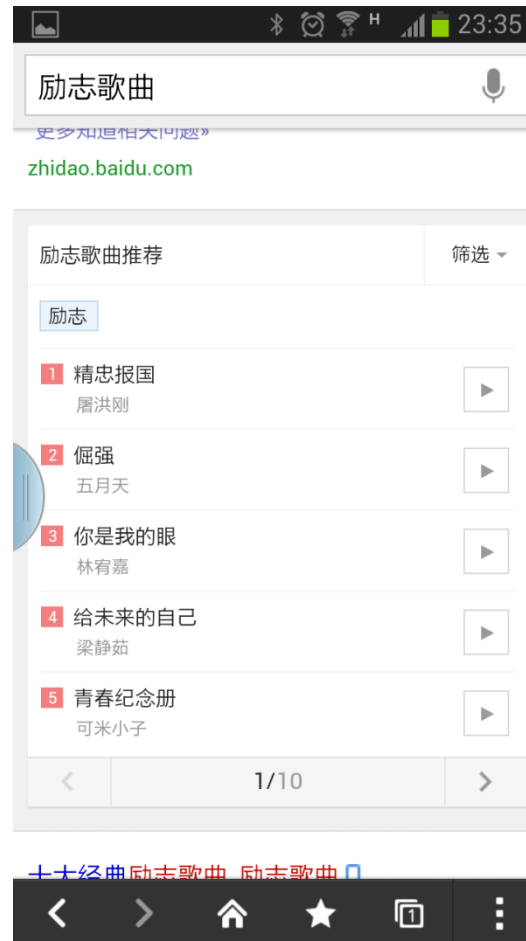 H 23:35
励志歌曲
更多知道相关问题»
zhidao.baidu.com
励志歌曲推荐 筛选
励志
1 精忠报国
屠洪刚
2 倔强
五月天
3 你是我的眼
林宥嘉
4 给未来的自己
梁静茹
5 青春纪念册
可米小子
1/10
十大经典励志歌曲_励志歌曲
1